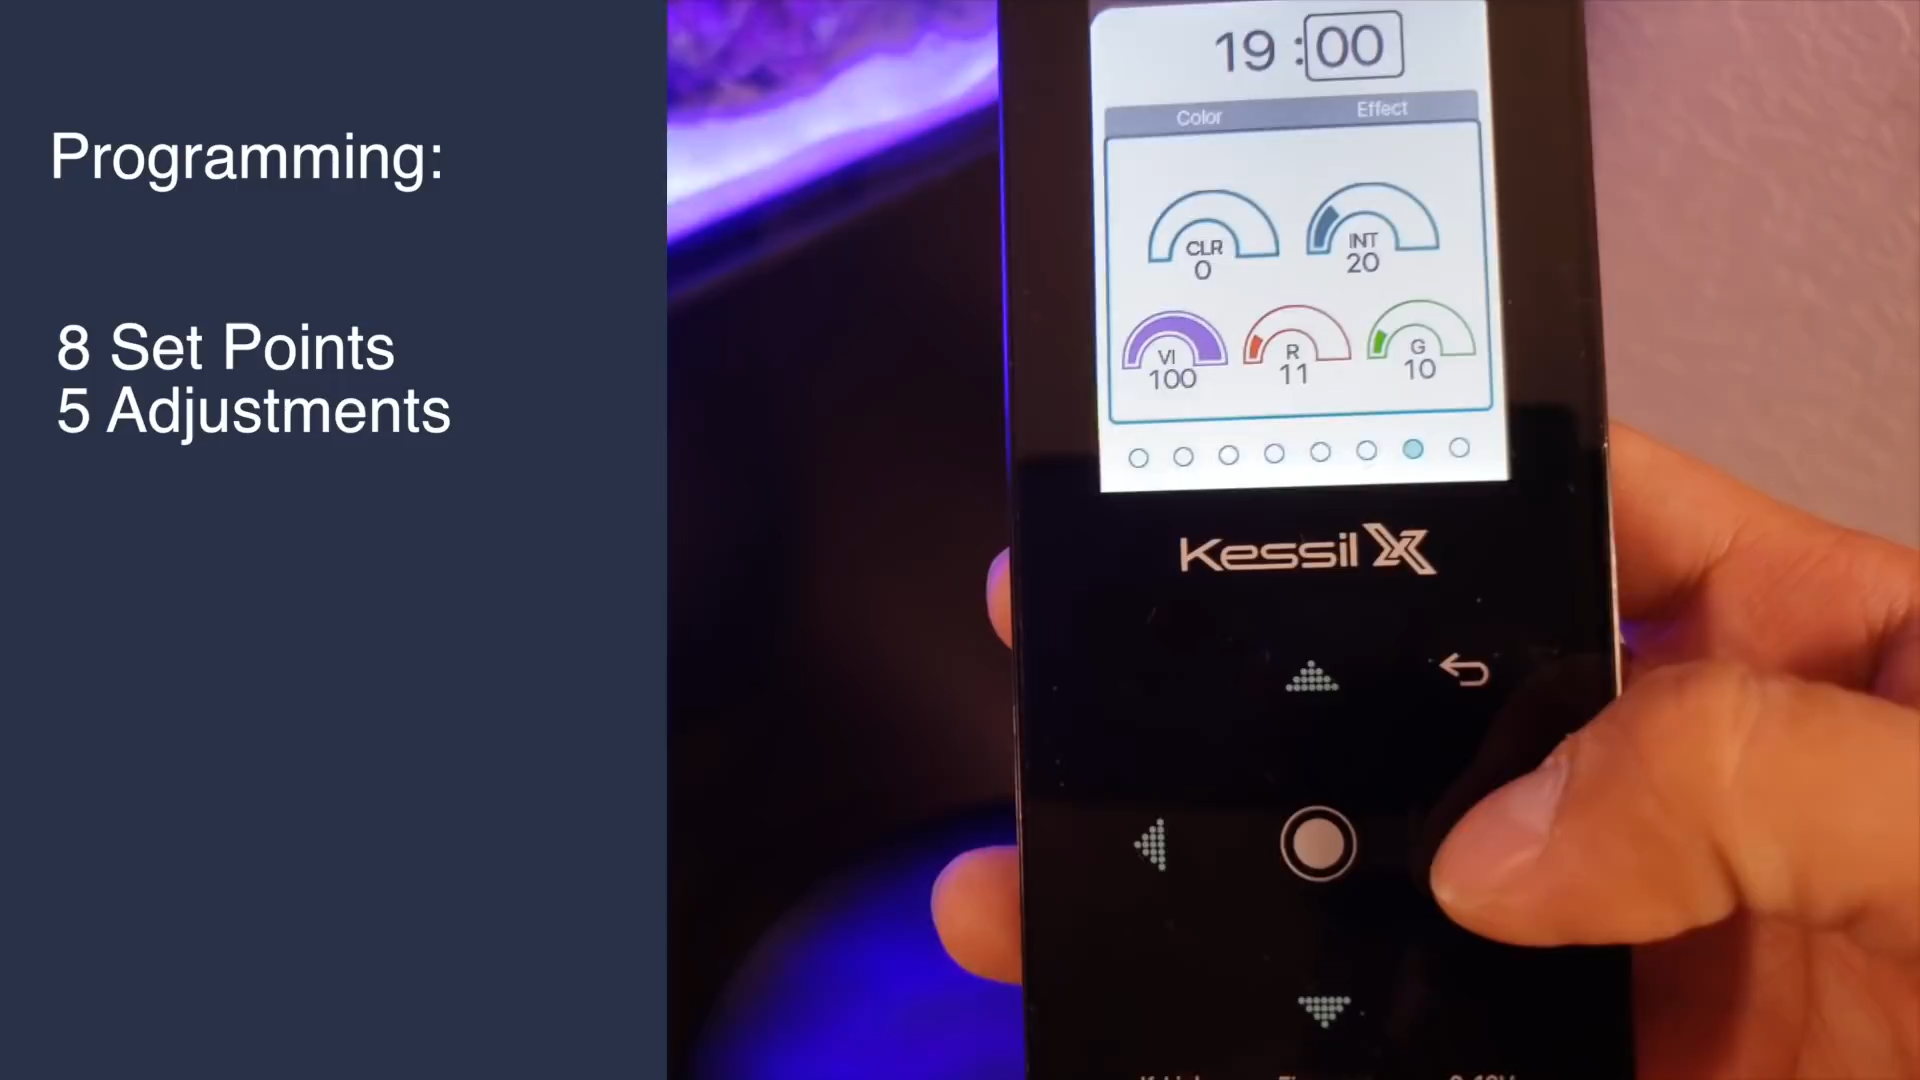 Programming:
8 Set Points
5 Adjustments
19 : 00
Color Effect
CLR
0
INT
20
VI
100
R
11
G
10
Kessil X